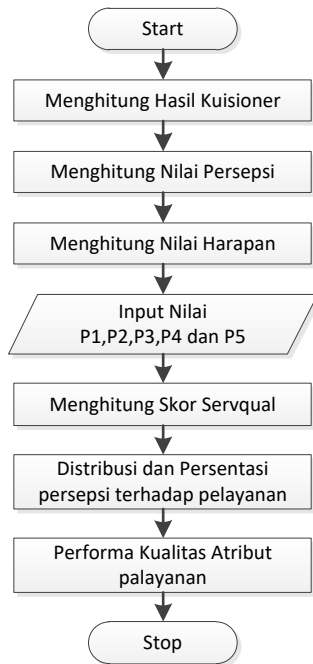 Start
Menghitung Hasil Kuisioner
Menghitung Nilai Persepsi
Menghitung Nilai Harapan
Input Nilai
P1,P2,P3,P4 dan P5
Menghitung Skor Servqual
Distribusi dan Persentasi
persepsi terhadap pelayanan
Performa Kualitas Atribut
palayanan
Stop